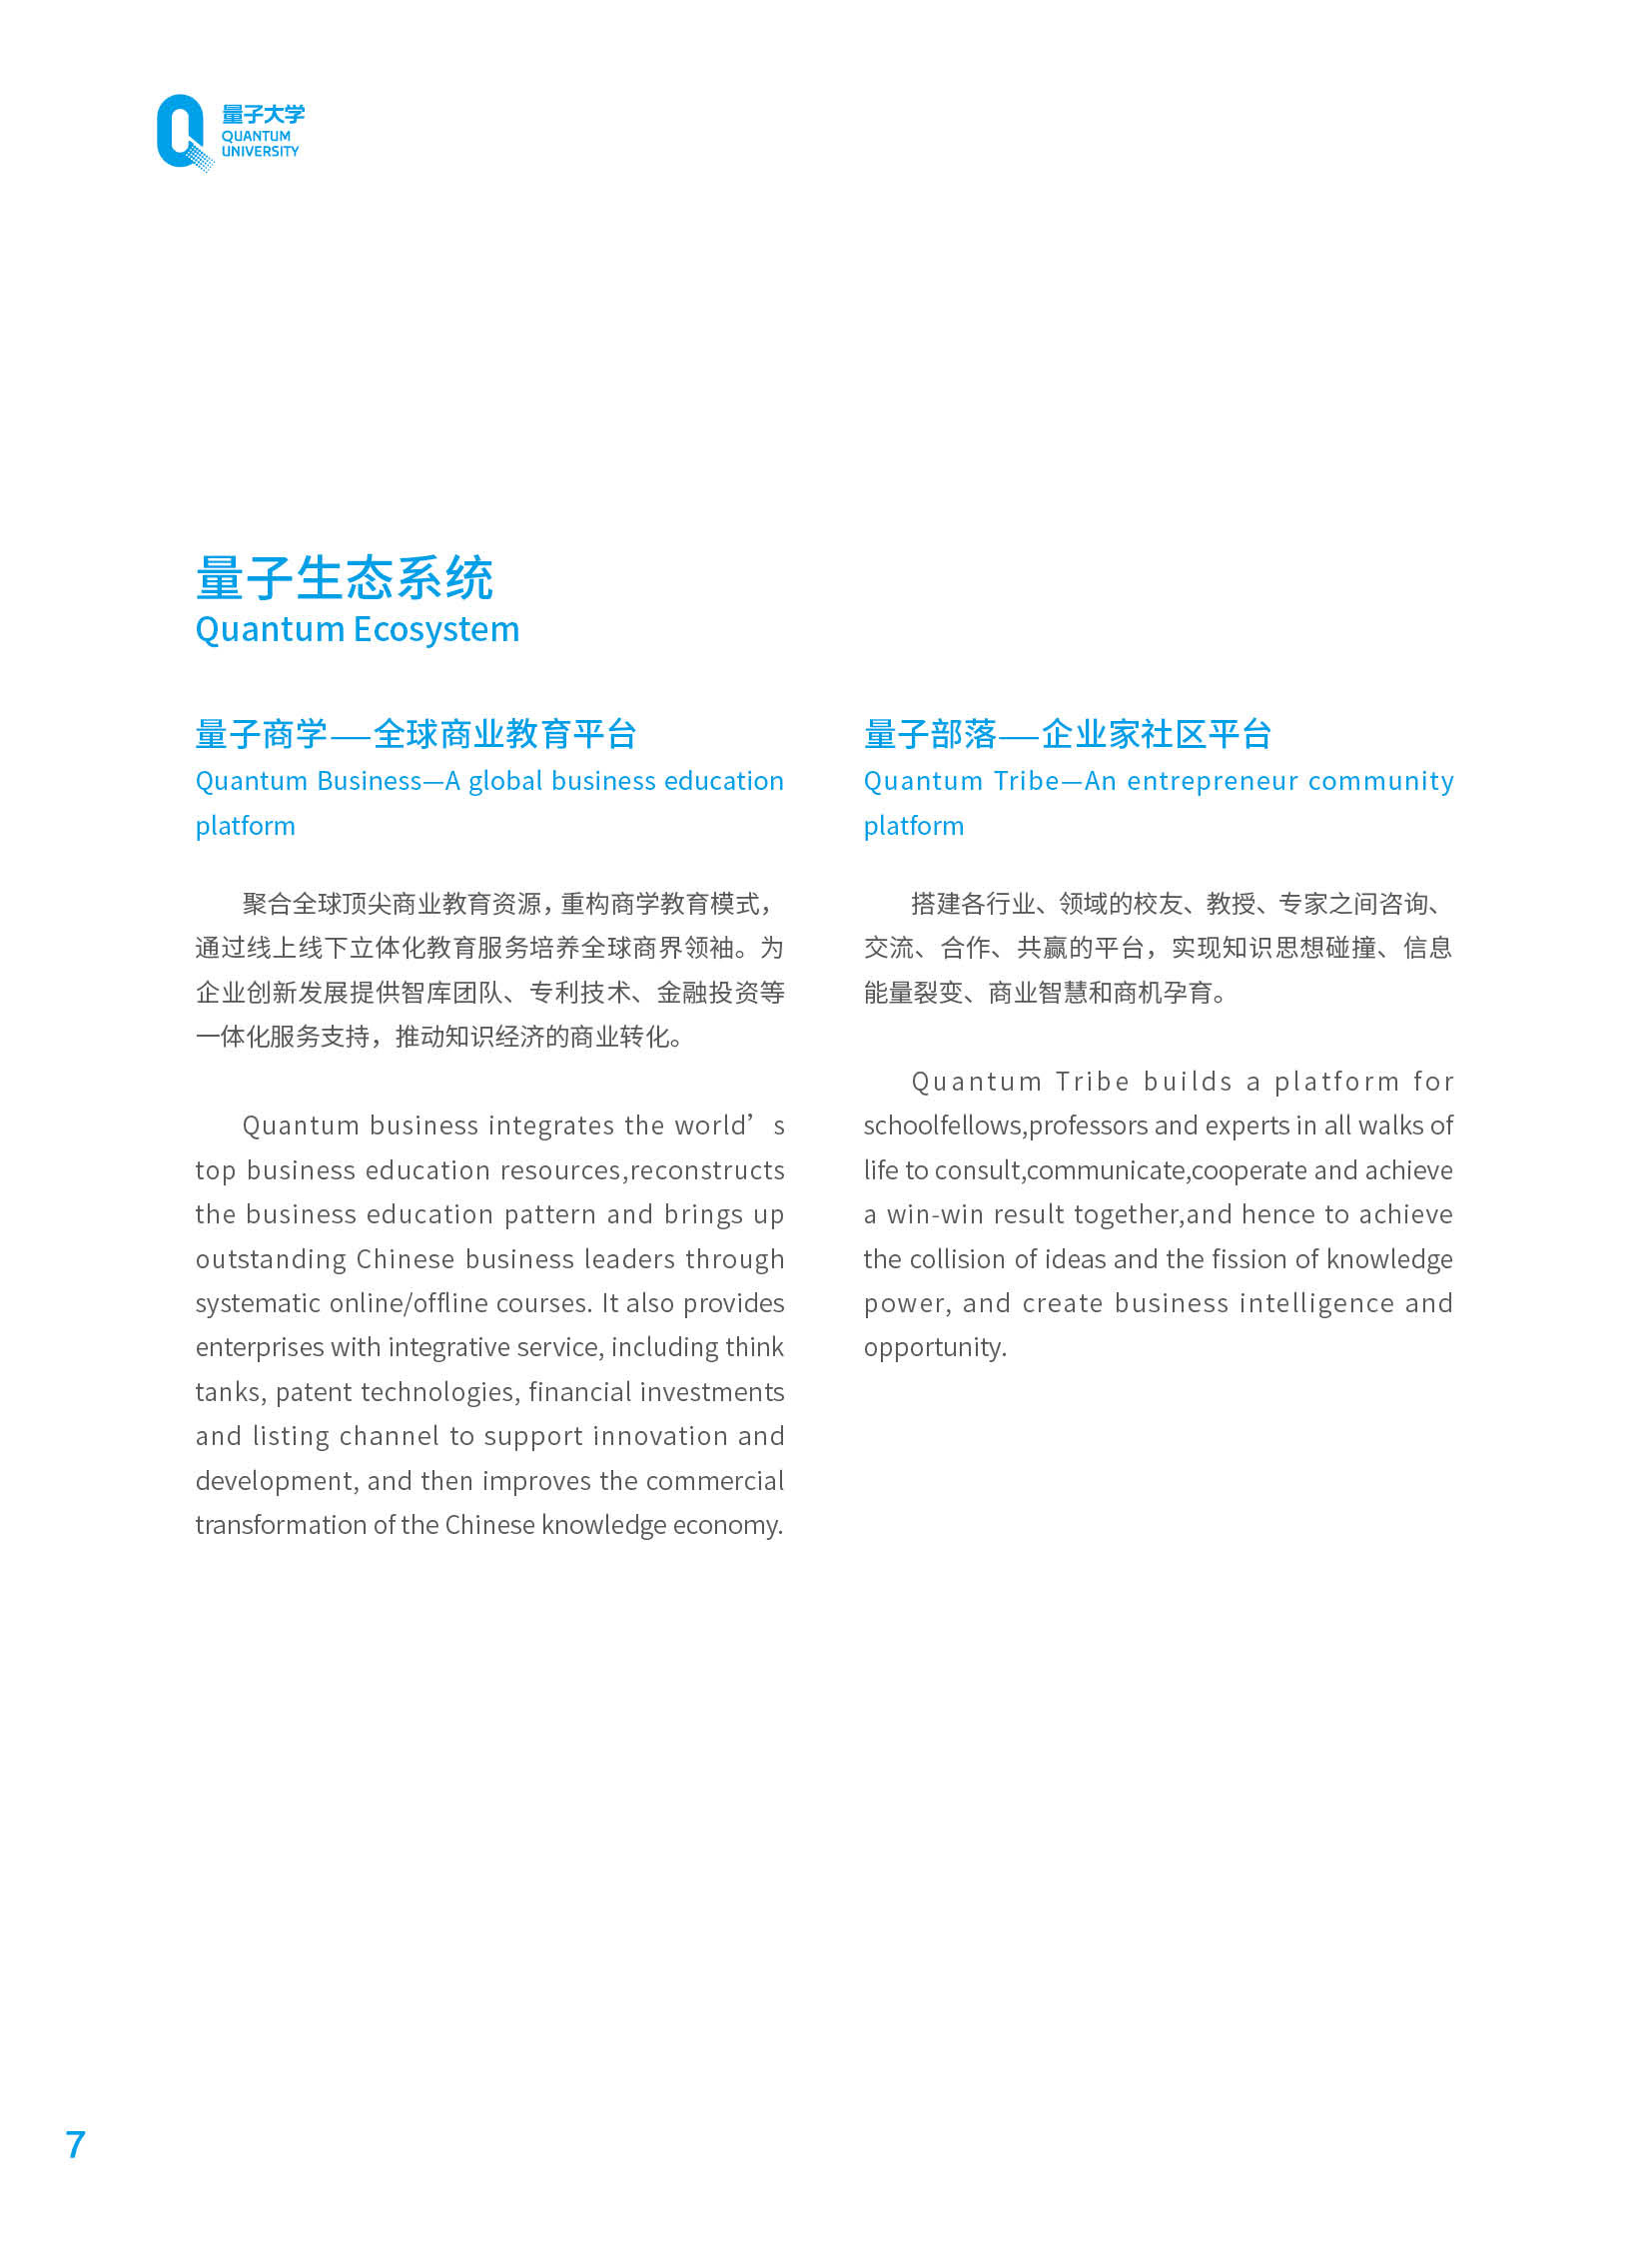 量子大学
QUANTUM
UNIVERSITY
量子生态系统
Quantum Ecosystem
量子商学——全球商业教育平台
Quantum Business—A global business education
platform
聚合全球顶尖商业教育资源，重构商学教育模式，
通过线上线下立体化教育服务培养全球商界领袖。为
企业创新发展提供智库团队、专利技术、金融投资等
一体化服务支持，推动知识经济的商业转化。
Quantum business integrates the world’s
top business education resources,reconstructs
the business education pattern and brings up
outstanding Chinese business leaders through
systematic online/offline courses. It also provides
enterprises with integrative service, including think
tanks, patent technologies, financial investments
and listing channel to support innovation and
development, and then improves the commercial
transformation of the Chinese knowledge economy.
量子部落——企业家社区平台
Quantum Tribe—An entrepreneur community
platform
搭建各行业、领域的校友、教授、专家之间咨询、
交流、合作、共赢的平台，实现知识思想碰撞、信息
能量裂变、商业智慧和商机孕育。
Quantum Tribe builds a platform for
schoolfellows,professors and experts in all walks of
life to consult,communicate,cooperate and achieve
a win-win result together,and hence to achieve
the collision of ideas and the fission of knowledge
power, and create business intelligence and
opportunity.
7